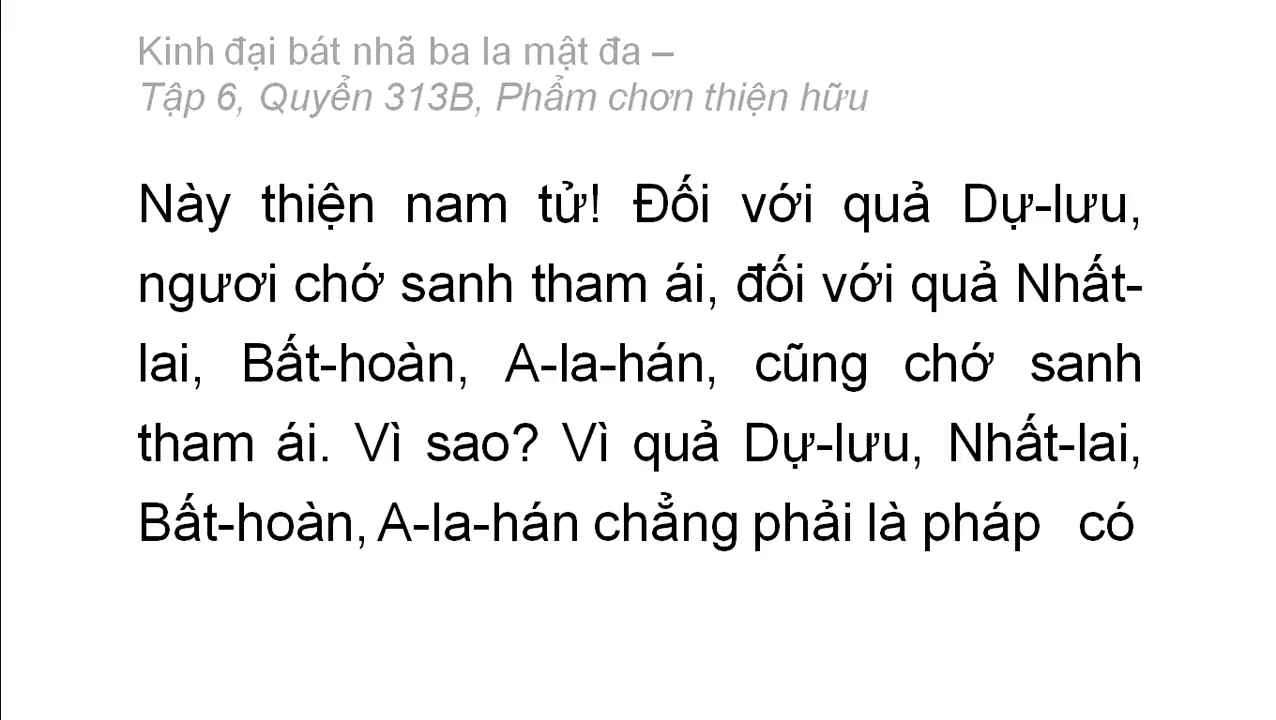 Kinh đại bát nhã ba la mật đa –
Tập 6, Quyển 313B, Phẩm chơn thiện hữu
Này thiện nam tử! Đối với quả Dự-lưu,
ngươi chớ sanh tham ái, đối với quả Nhất-
lai, Bất-hoàn, A-la-hán, cũng chớ sanh
tham ái. Vì sao? Vì quả Dự-lưu, Nhất-lai,
Bất-hoàn, A-la-hán chẳng phải là pháp có